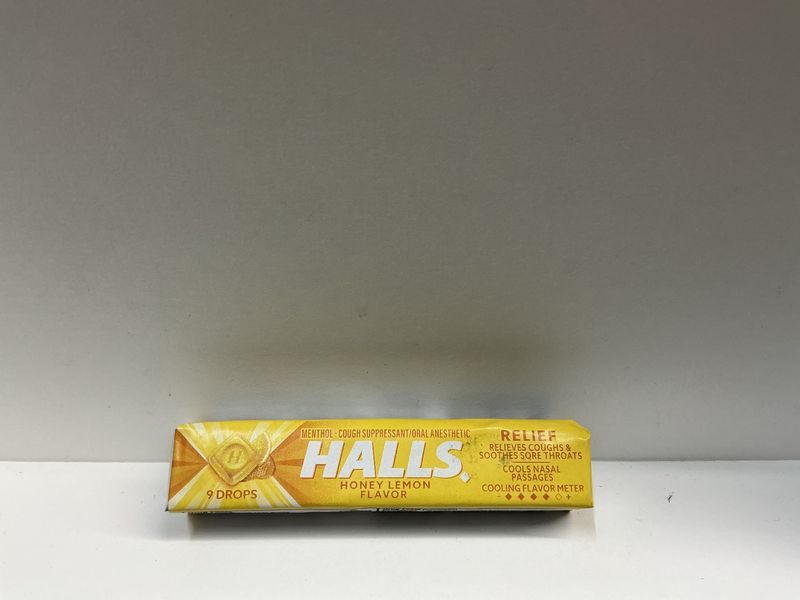 MENTHOL - COUGH SUPPRESSANT/ORAL ANESTHETIC
HALLS
HONEY LEMON
FLAVOR
H
9 DROPS
RELIEF
RELIEVES COUGHS &
SOOTHES SORE THROATS
COOLS NASAL
PASSAGES
COOLING FLAVOR METER
- +